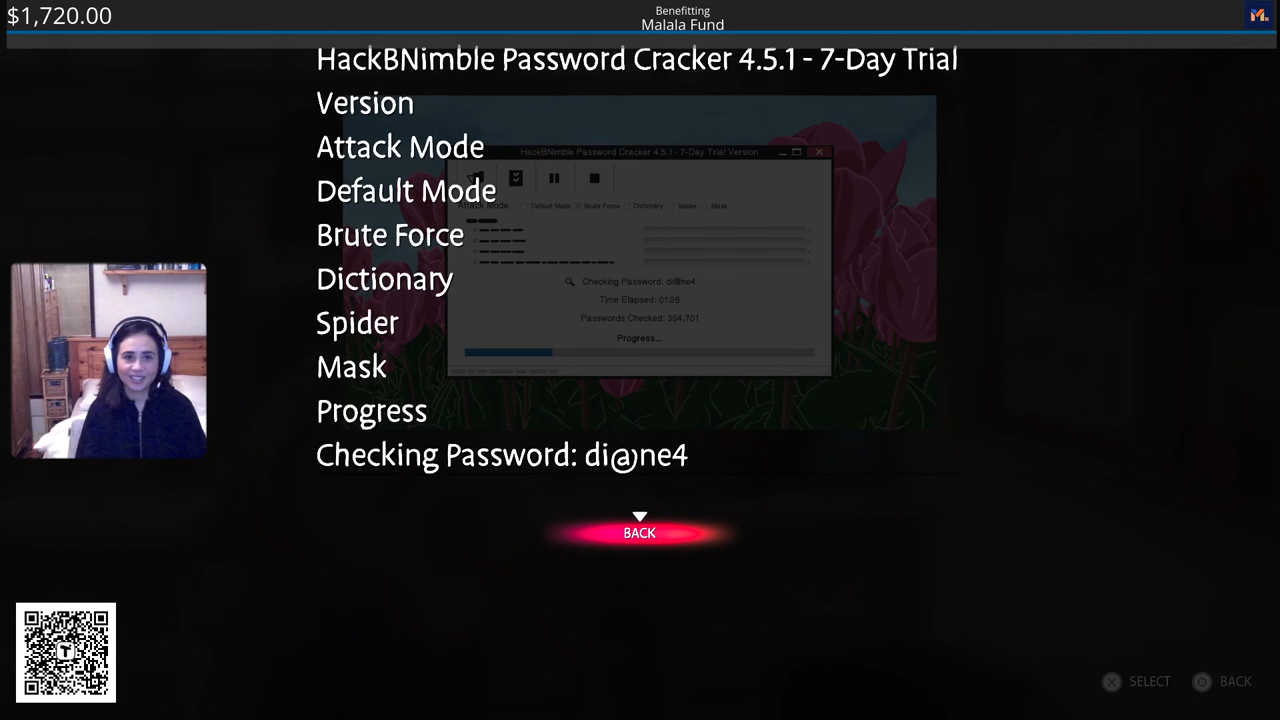 $1,720.00
Benefitting
Malala Fund
M.
HackBNimble Password Cracker 4.5.1 - 7-Day Trial
Version
Attack Mode
Default Mode
Brute Force
Dictionary
Spider
Mask
Progress
Checking Password: di@ne4
HackBNimble Password Cracker 4.5.1 - 7-Day Trial Version
Attack Mode: Default Mode Brute Force Dictionary Spider Mask
Checking Password: di@ne4
Time Elapsed: 01:28
Passwords Checked: 354,701
Progress...
BACK
T
SELECT BACK